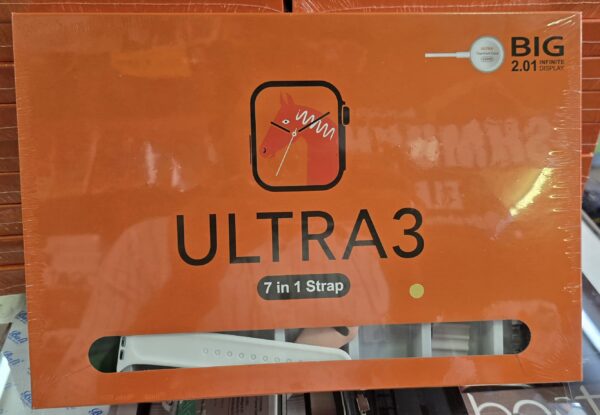 BIG
2.01 INFINITE
DISPLAY
ULTRA3
7 in 1 Strap